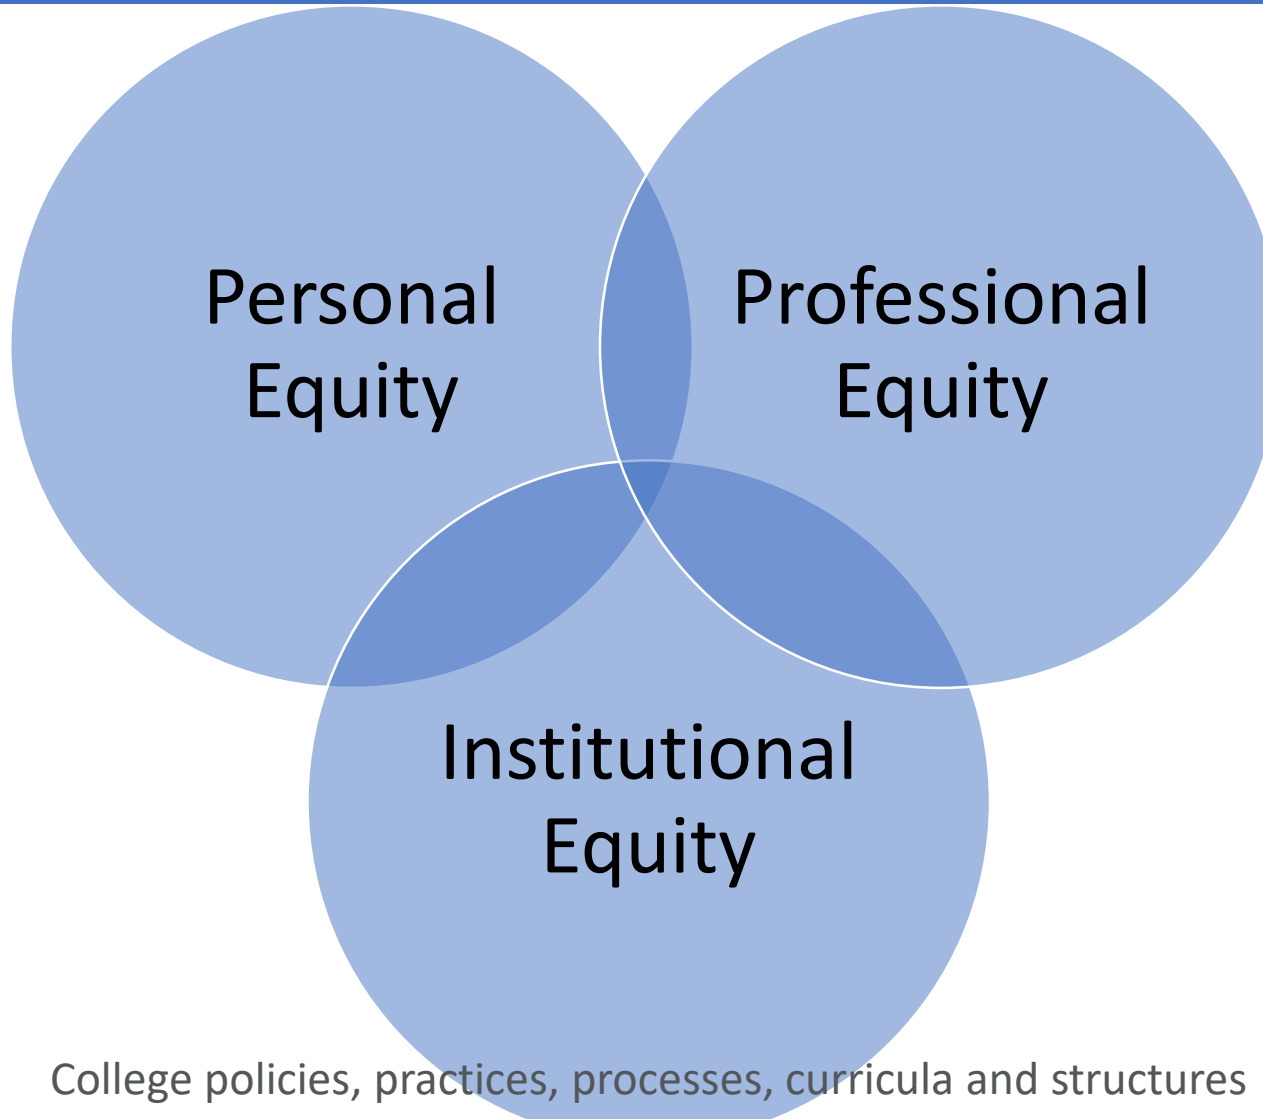 Personal
Equity
Professional
Equity
Institutional
Equity
College policies, practices, processes, curricula and structures